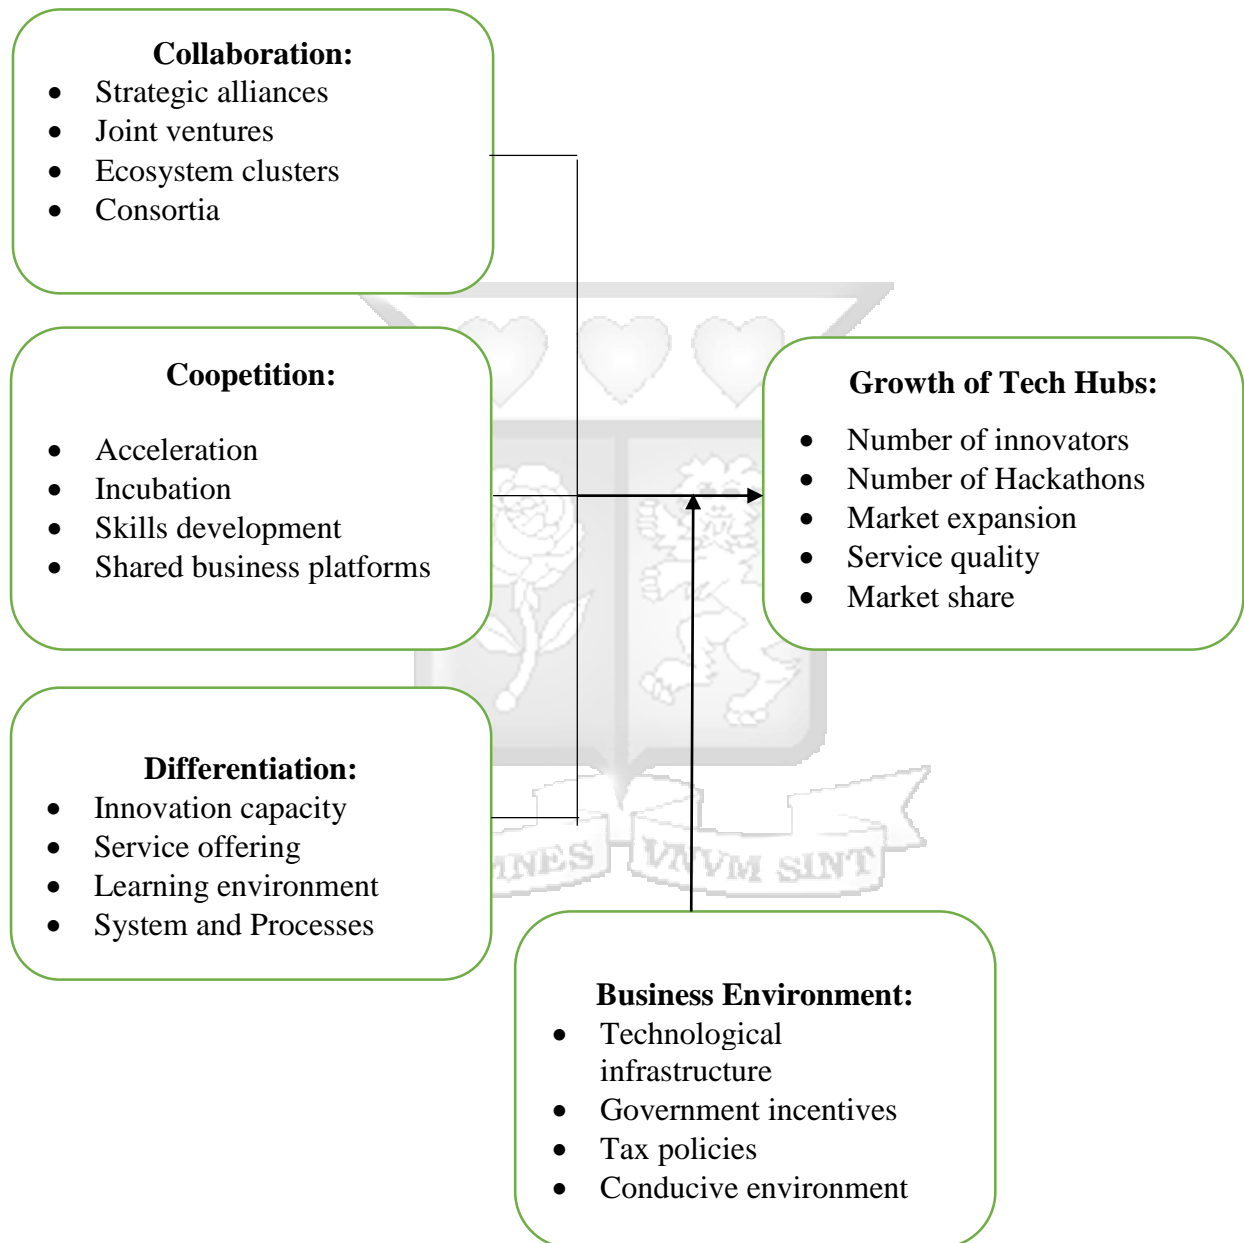 Collaboration:
• Strategic alliances
• Joint ventures
• Ecosystem clusters
• Consortia
Coopetition:
• Acceleration
• Incubation
• Skills development
• Shared business platforms
Growth of Tech Hubs:
• Number of innovators
• Number of Hackathons
• Market expansion
• Service quality
• Market share
Differentiation:
• Innovation capacity
• Service offering
• Learning environment
• System and Processes
VNVM SINT
Business Environment:
• Technological
infrastructure
• Government incentives
• Tax policies
• Conducive environment